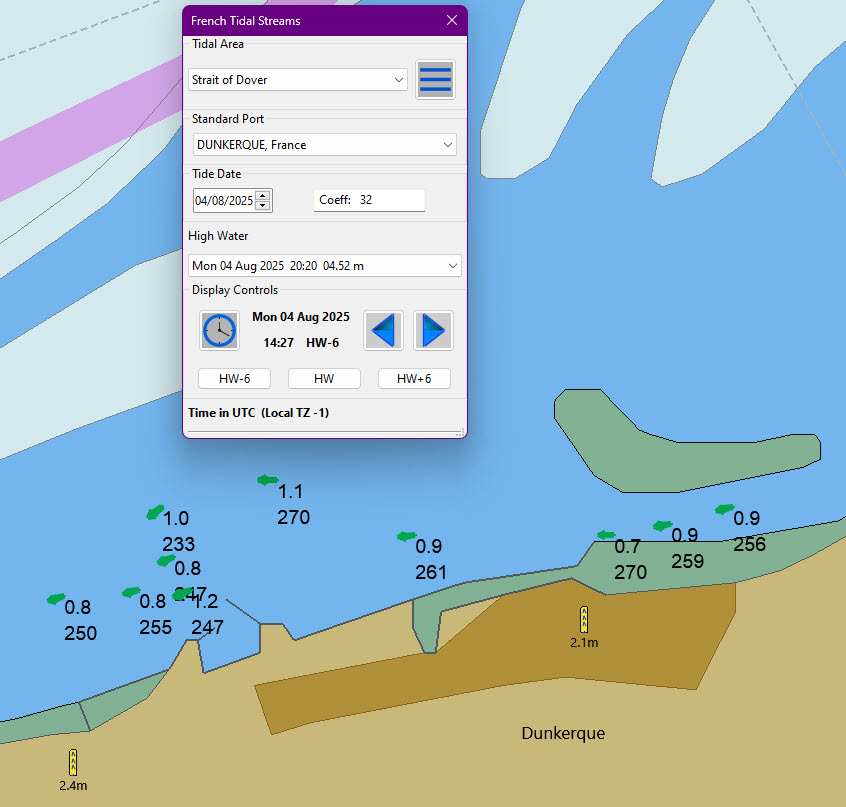 French Tidal Streams
Tidal Area
Strait of Dover
Standard Port
DUNKERQUE, France
Tide Date
04/08/2025
Coeff: 32
High Water
Mon 04 Aug 2025 20:20 04.52 m
Display Controls
Mon 04 Aug 2025
14:27 HW-6
HW-6 HW HW+6
Time in UTC (Local TZ -1)
1.1
270
1.0
233
0.8
247
0.8
250
0.8
255
1.2
247
0.9
261
0.7
270
0.9
259
0.9
256
2.1m
Dunkerque
2.4m